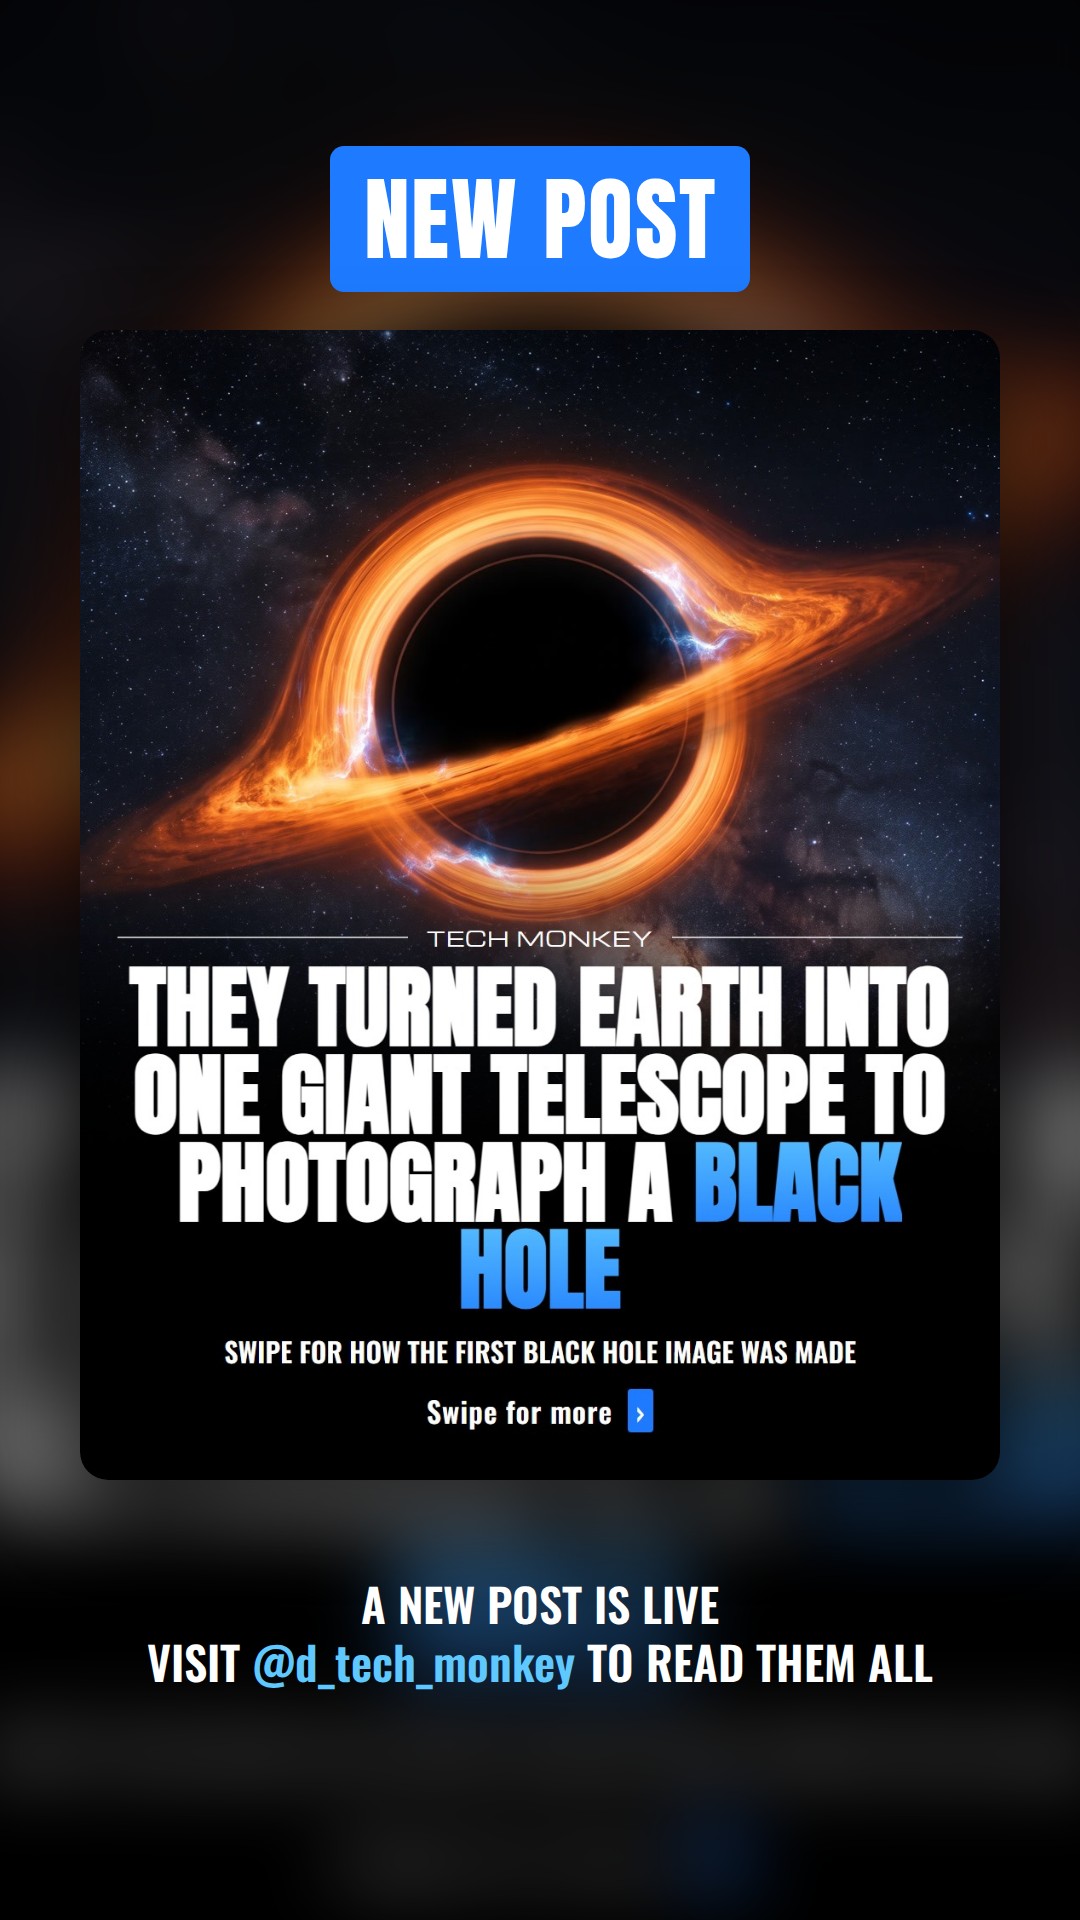 NEW POST
TECH MONKEY
THEY TURNED EARTH INTO
ONE GIANT TELESCOPE TO
PHOTOGRAPH A BLACK
HOLE
SWIPE FOR HOW THE FIRST BLACK HOLE IMAGE WAS MADE
Swipe for more ›
A NEW POST IS LIVE
VISIT @d_tech_monkey TO READ THEM ALL